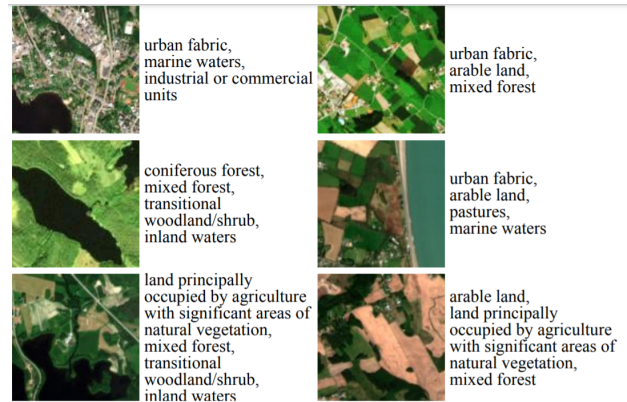 urban fabric,
marine waters,
industrial or commercial
units
urban fabric,
arable land,
mixed forest
coniferous forest,
mixed forest,
transitional
woodland/shrub,
inland waters
urban fabric,
arable land,
pastures,
marine waters
land principally
occupied by agriculture
with significant areas of
natural vegetation,
mixed forest,
transitional
woodland/shrub,
inland waters
arable land,
land principally
occupied by agriculture
with significant areas of
natural vegetation,
mixed forest